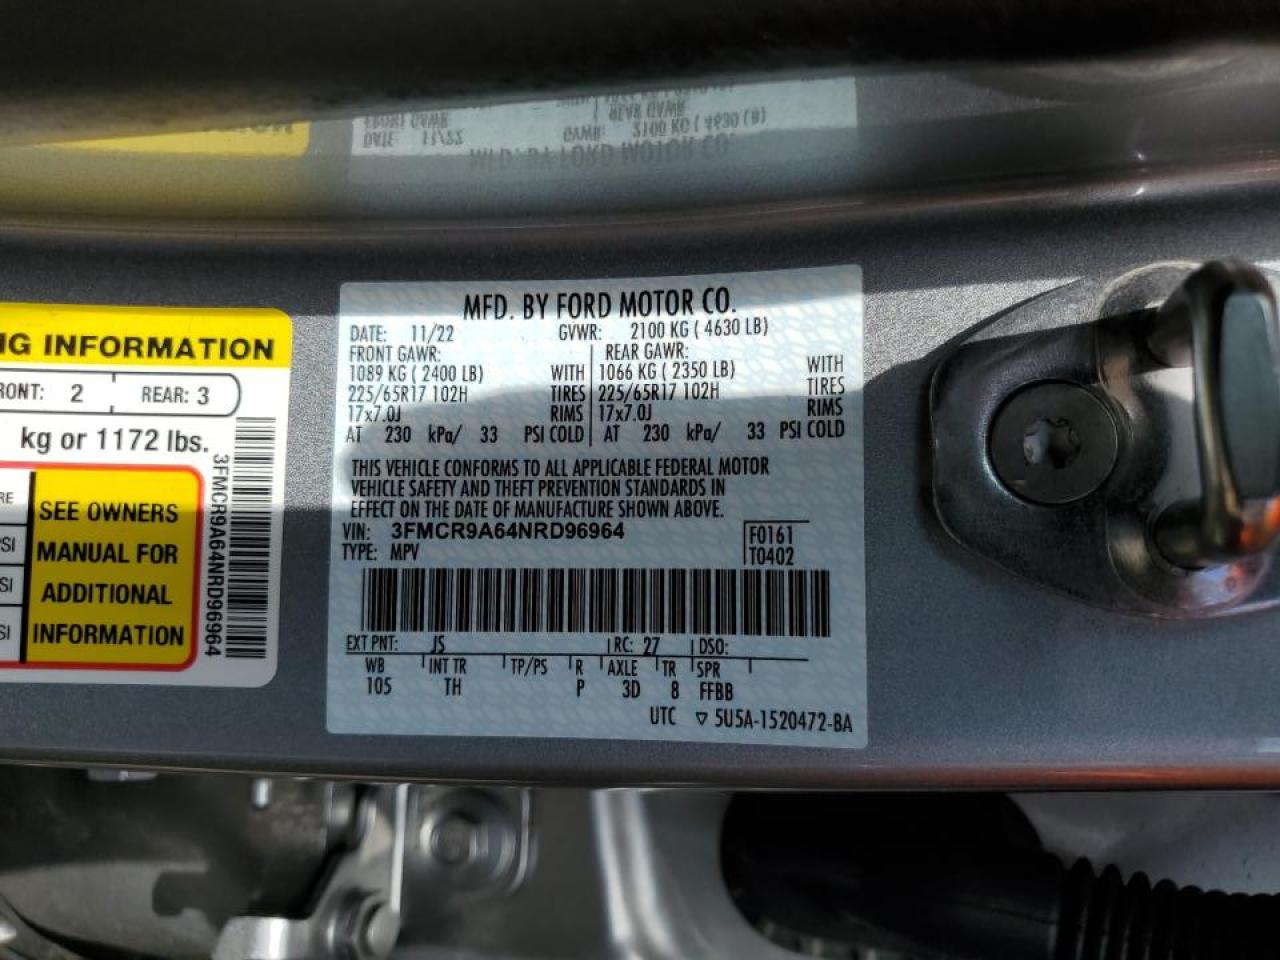 MFD. BY FORD MOTOR CO.
DATE: 11/22 GVWR: 2100 KG ( 4630 LB)
FRONT GAWR: REAR GAWR:
1089 KG ( 2400 LB) WITH 1066 KG ( 2350 LB) WITH
225/65R17 102H TIRES 225/65R17 102H TIRES
17x7.0J RIMS 17x7.0J RIMS
AT 230 kPa/ 33 PSI COLD AT 230 kPa/ 33 PSI COLD
THIS VEHICLE CONFORMS TO ALL APPLICABLE FEDERAL MOTOR
VEHICLE SAFETY AND THEFT PREVENTION STANDARDS IN
EFFECT ON THE DATE OF MANUFACTURE SHOWN ABOVE.
VIN: 3FMCR9A64NRD96964 F0161
TYPE: MPV T0402
EXT PNT: JS RC: 27 DSO:
WB INT TR TP/PS R AXLE TR SPR
105 TH P 3D 8 FFBB
UTC ▽ 5U5A-1520472-BA
NG INFORMATION
FRONT: 2 REAR: 3
kg or 1172 lbs.
SEE OWNERS
MANUAL FOR
ADDITIONAL
INFORMATION
3FMCR9A64NRD96964